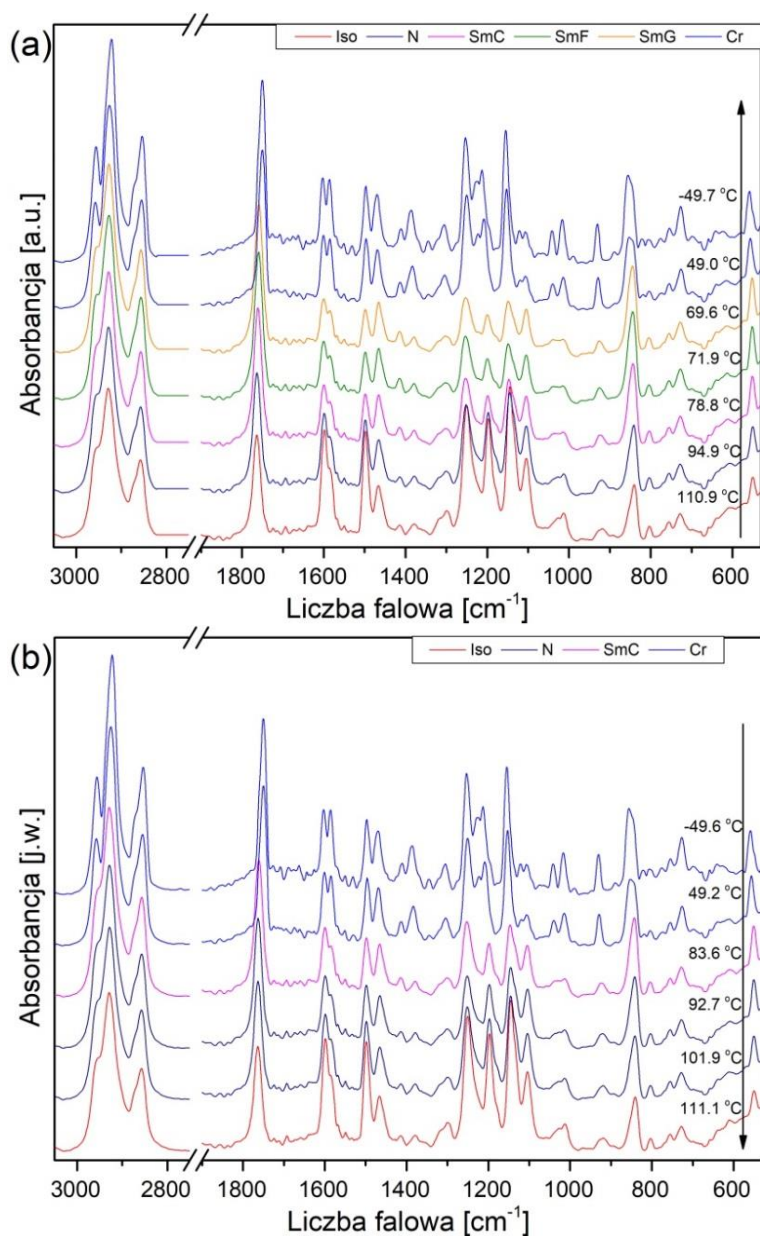 (a)
Iso N SmC SmF SmG Cr
Absorbancja [a.u.]
-49.7 °C
49.0 °C
69.6 °C
71.9 °C
78.8 °C
94.9 °C
110.9 °C
3000 2800 1800 1600 1400 1200 1000 800 600
Liczba falowa [cm-1]
(b)
Iso N SmC Cr
Absorbancja [j.w.]
-49.6 °C
49.2 °C
83.6 °C
92.7 °C
101.9 °C
111.1 °C
3000 2800 1800 1600 1400 1200 1000 800 600
Liczba falowa [cm-1]